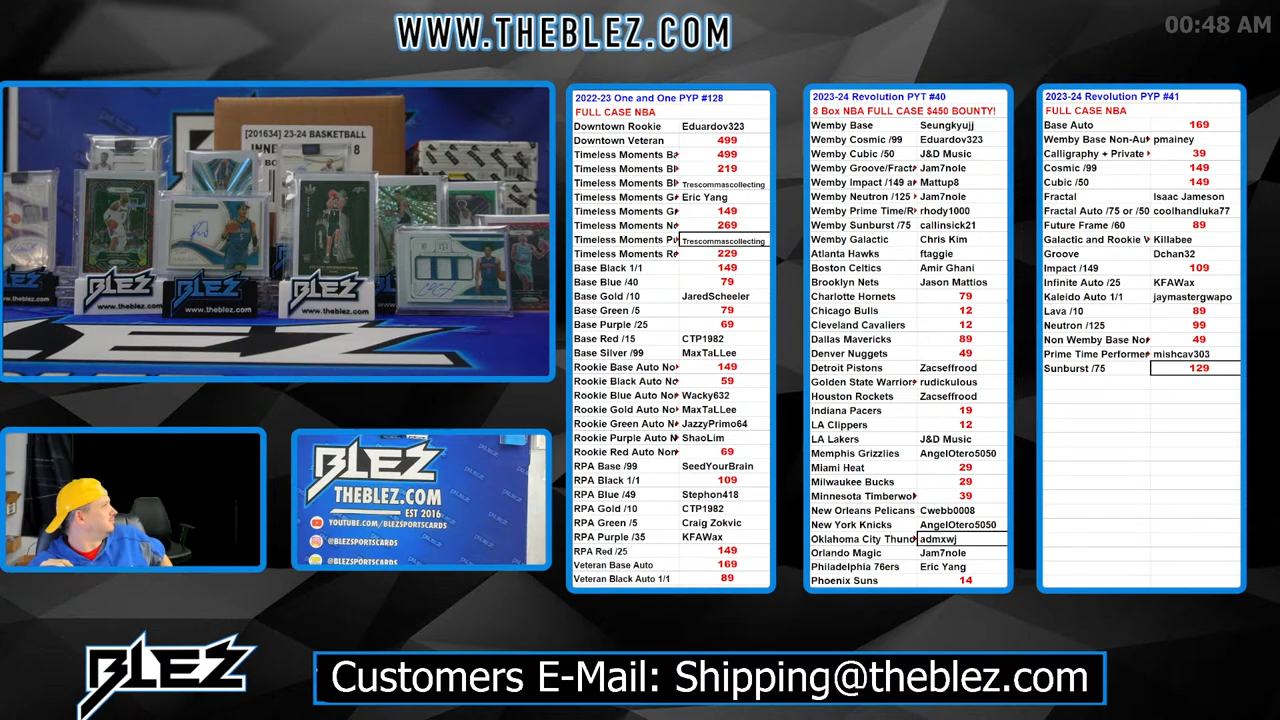 WWW.THEBLEZ.COM
00:48 AM
[201634] 23-24 BASKETBALL
8
BLEZ
www.theblez.com
BLEZ
www.theblez.com
BLEZ
www.theblez.com
BLEZ
THEBLEZ.COM
EST 2016
YOUTUBE.COM/BLEZSPORTSCARDS
@BLEZSPORTSCARDS
@BLEZSPORTSCARDS
2022-23 One and One PYP #128
FULL CASE NBA
Downtown Rookie Eduardov323
Downtown Veteran 499
Timeless Moments Ba 499
Timeless Moments Bl 219
Timeless Moments Bl Trescommascollecting
Timeless Moments G Eric Yang
Timeless Moments G 149
Timeless Moments No 269
Timeless Moments Pu Trescommascollecting
Timeless Moments Re 229
Base Black 1/1 149
Base Blue /40 79
Base Gold /10 JaredScheeler
Base Green /5 79
Base Purple /25 69
Base Red /15 CTP1982
Base Silver /99 MaxTaLLee
Rookie Base Auto No 149
Rookie Black Auto No 59
Rookie Blue Auto Non Wacky632
Rookie Gold Auto No MaxTaLLee
Rookie Green Auto N JazzyPrimo64
Rookie Purple Auto N ShaoLim
Rookie Red Auto Non 69
RPA Base /99 SeedYourBrain
RPA Black 1/1 109
RPA Blue /49 Stephon418
RPA Gold /10 CTP1982
RPA Green /5 Craig Zokvic
RPA Purple /35 KFAWax
RPA Red /25 149
Veteran Base Auto 169
Veteran Black Auto 1/1 89
2023-24 Revolution PYT #40
8 Box NBA FULL CASE $450 BOUNTY!
Wemby Base Seungkyujj
Wemby Cosmic /99 Eduardov323
Wemby Cubic /50 J&D Music
Wemby Groove/Fract Jam7nole
Wemby Impact /149 a Mattup8
Wemby Neutron /125 Jam7nole
Wemby Prime Time/R rhody1000
Wemby Sunburst /75 callinsick21
Wemby Galactic Chris Kim
Atlanta Hawks ftaggie
Boston Celtics Amir Ghani
Brooklyn Nets Jason Mattios
Charlotte Hornets 79
Chicago Bulls 12
Cleveland Cavaliers 12
Dallas Mavericks 89
Denver Nuggets 49
Detroit Pistons Zacseffrood
Golden State Warrior rudickulous
Houston Rockets Zacseffrood
Indiana Pacers 19
LA Clippers 12
LA Lakers J&D Music
Memphis Grizzlies AngelOtero5050
Miami Heat 29
Milwaukee Bucks 29
Minnesota Timberwo 39
New Orleans Pelicans Cwebb0008
New York Knicks AngelOtero5050
Oklahoma City Thun admxwj
Orlando Magic Jam7nole
Philadelphia 76ers Eric Yang
Phoenix Suns 14
2023-24 Revolution PYP #41
FULL CASE NBA
Base Auto 169
Wemby Base Non-Au pmainey
Calligraphy + Private 39
Cosmic /99 149
Cubic /50 149
Fractal Isaac Jameson
Fractal Auto /75 or /50 coolhandluka77
Future Frame /60 89
Galactic and Rookie V Killabee
Groove Dchan32
Impact /149 109
Infinite Auto /25 KFAWax
Kaleido Auto 1/1 jaymastergwapo
Lava /10 89
Neutron /125 99
Non Wemby Base Non 49
Prime Time Performe mishcav303
Sunburst /75 129
BLEZ
Customers E-Mail: Shipping@theblez.com